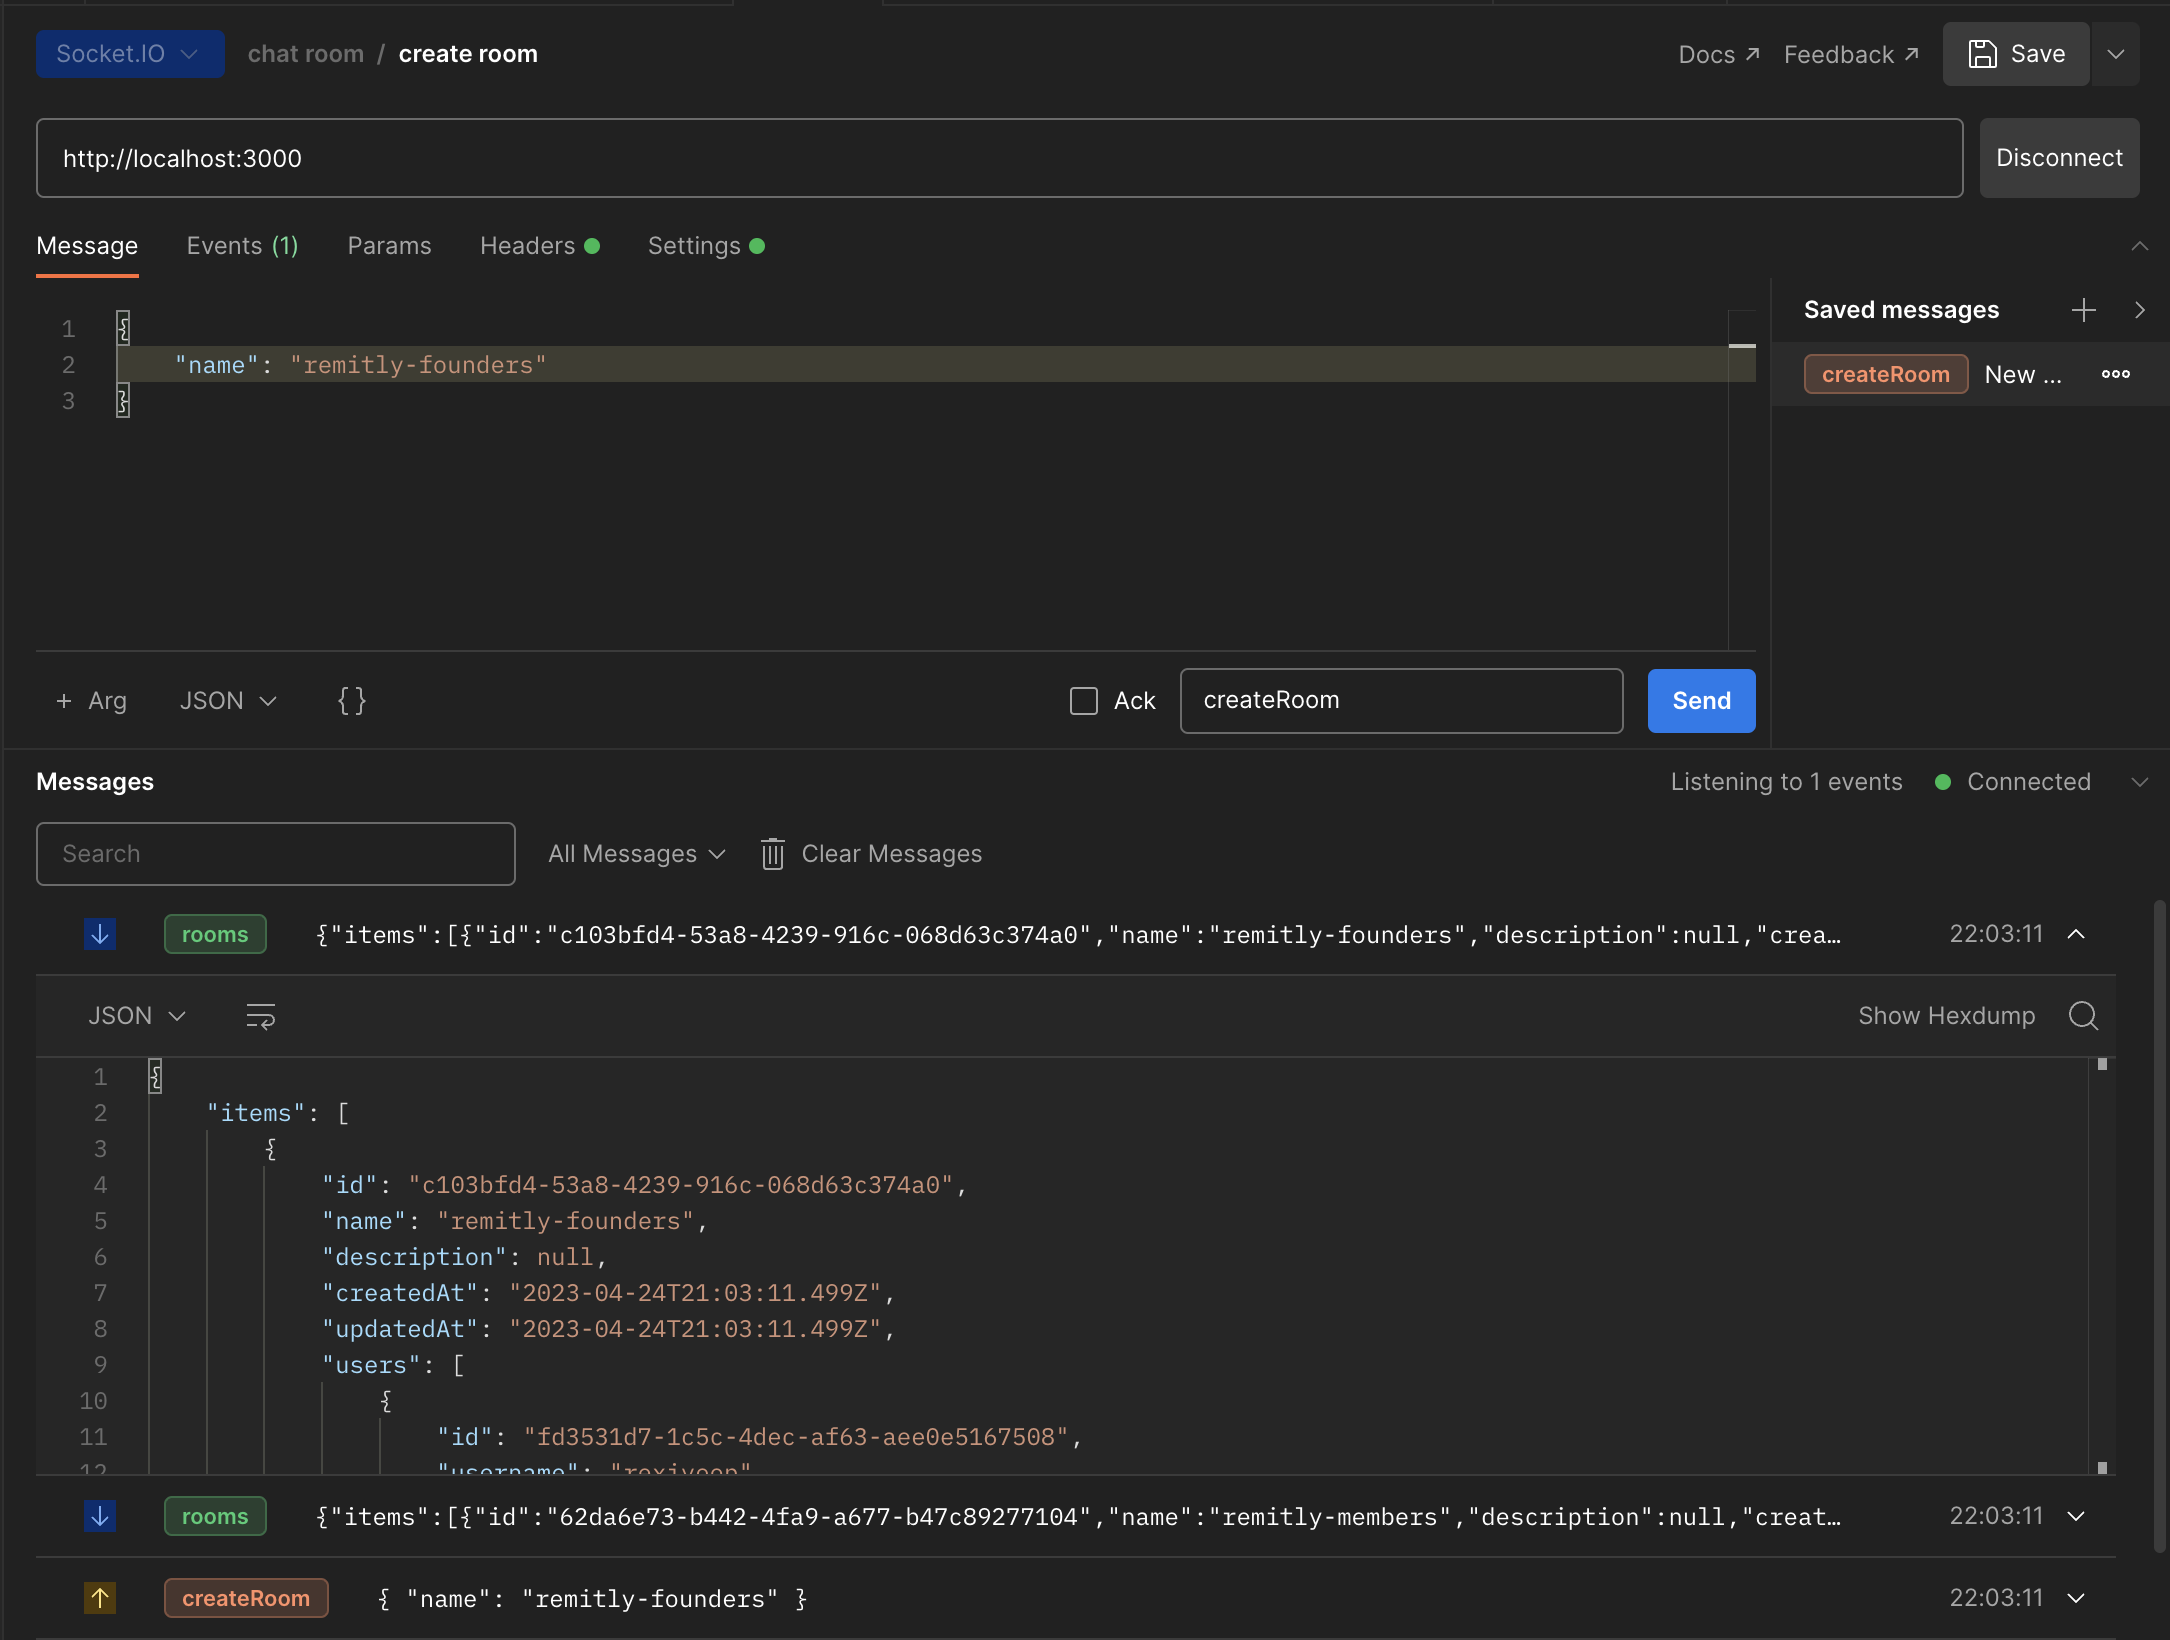 Socket.IO chat room / create room Docs ↗ Feedback ↗ Save
http://localhost:3000 Disconnect
Message Events (1) Params Headers Settings
Saved messages
createRoom New ...
1 {
2 "name": "remitly-founders"
3 }
+ Arg JSON { } Ack createRoom Send
Messages Listening to 1 events Connected
Search All Messages Clear Messages
rooms {"items":[{"id":"c103bfd4-53a8-4239-916c-068d63c374a0","name":"remitly-founders","description":null,"crea… 22:03:11
JSON Show Hexdump
1 {
2 "items": [
3 {
4 "id": "c103bfd4-53a8-4239-916c-068d63c374a0",
5 "name": "remitly-founders",
6 "description": null,
7 "createdAt": "2023-04-24T21:03:11.499Z",
8 "updatedAt": "2023-04-24T21:03:11.499Z",
9 "users": [
10 {
11 "id": "fd3531d7-1c5c-4dec-af63-aee0e5167508",
12 "username":
rooms {"items":[{"id":"62da6e73-b442-4fa9-a677-b47c89277104","name":"remitly-members","description":null,"creat… 22:03:11
createRoom { "name": "remitly-founders" } 22:03:11